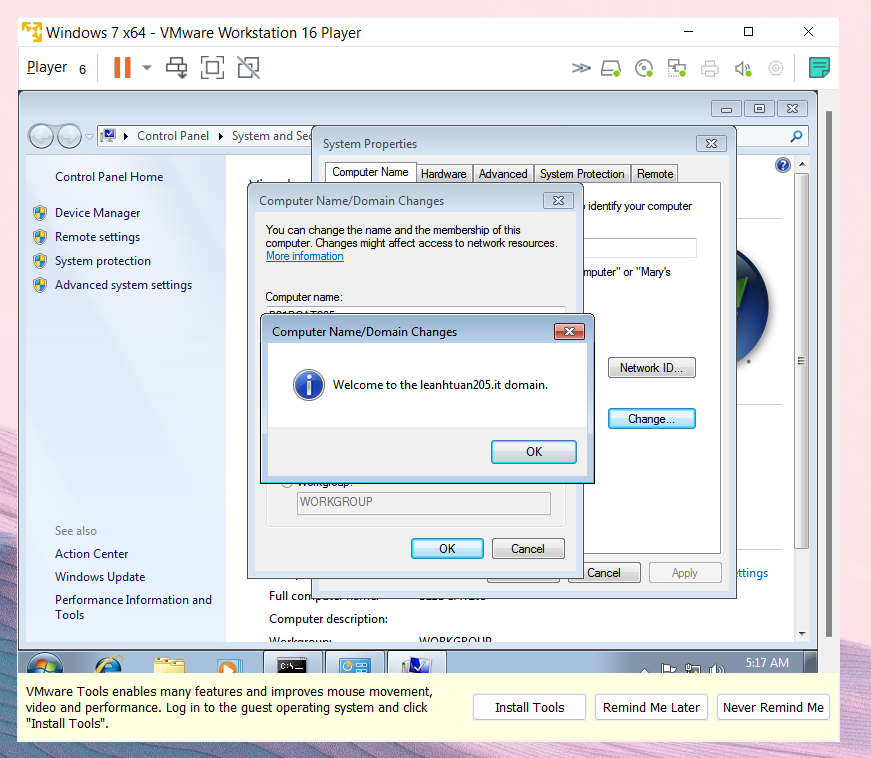 Windows 7 x64 - VMware Workstation 16 Player
Player 6
Control Panel
System and Sec
System Properties
Computer Name
Hardware
Advanced
System Protection
Remote
identify your computer
mputer" or "Mary's
Network ID...
Change...
Cancel
Apply
Control Panel Home
Device Manager
Remote settings
System protection
Advanced system settings
See also
Action Center
Windows Update
Performance Information and
Tools
Computer Name/Domain Changes
You can change the name and the membership of this
computer. Changes might affect access to network resources.
More information
Computer name:
Computer Name/Domain Changes
Welcome to the leanhtuan205.it domain.
OK
Workgroup:
WORKGROUP
OK
Cancel
ettings
Full computer name:
Computer description:
Workgroup:
WORKGROUP
C:\_
5:17 AM
VMware Tools enables many features and improves mouse movement,
video and performance. Log in to the guest operating system and click
"Install Tools".
Install Tools
Remind Me Later
Never Remind Me